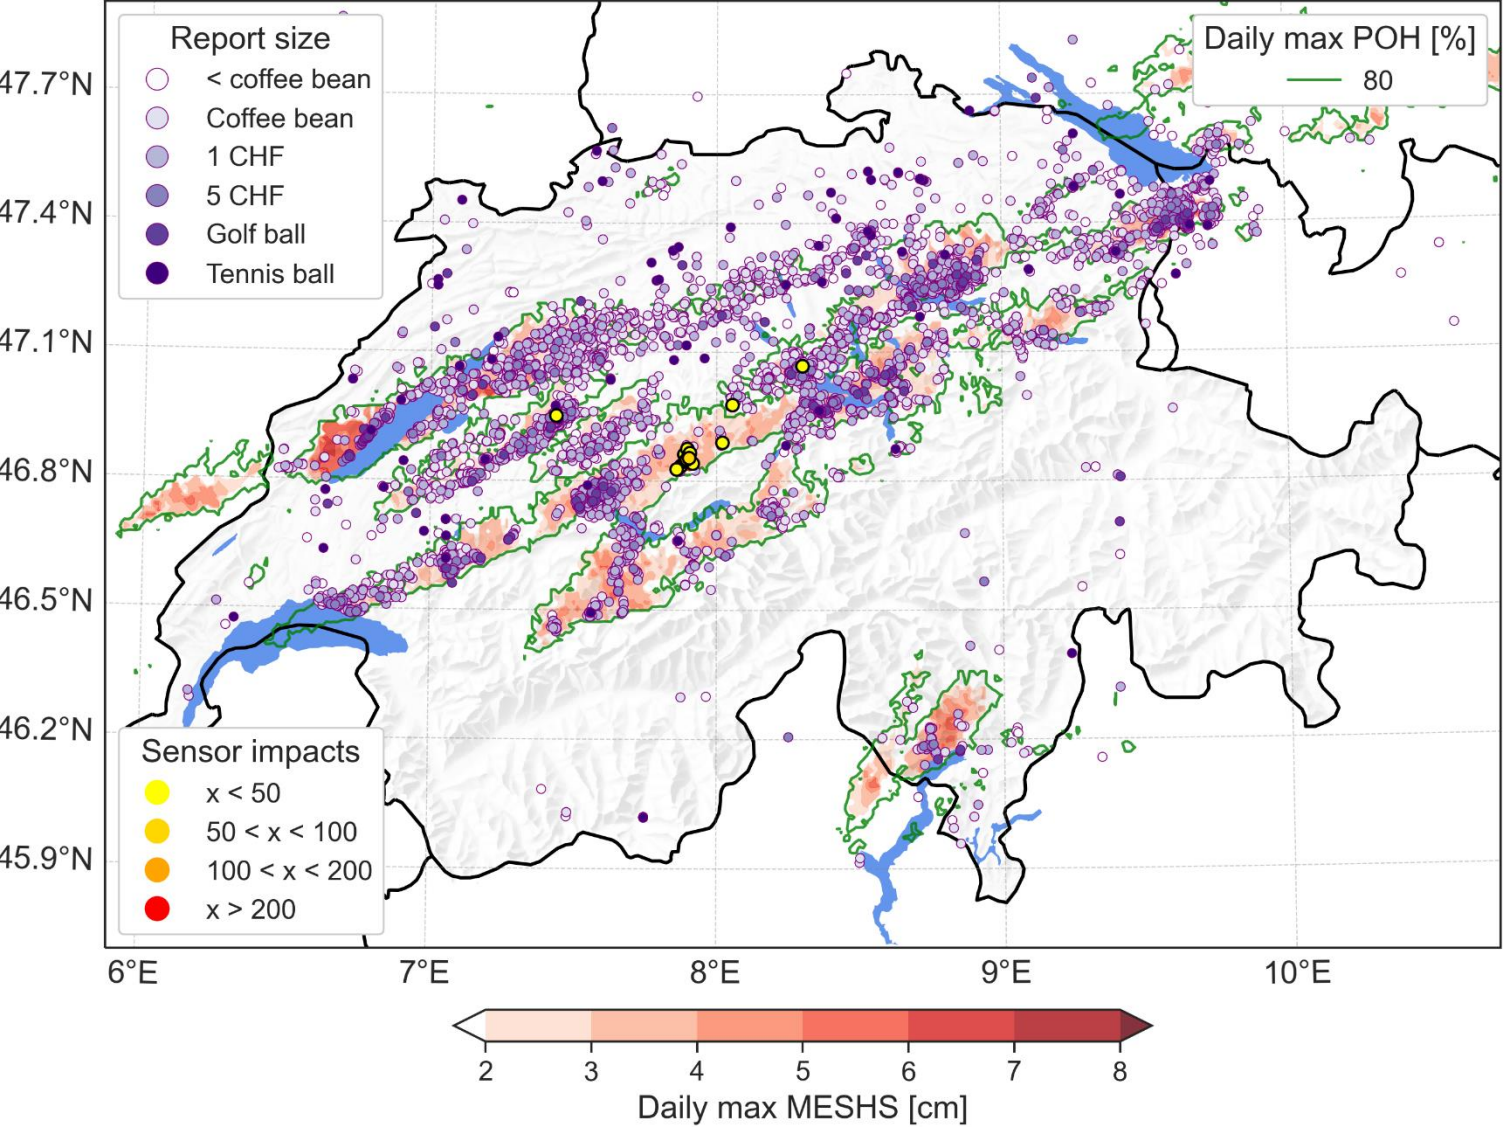 Report size
< coffee bean
Coffee bean
1 CHF
5 CHF
Golf ball
Tennis ball
Daily max POH [%]
80
47.7°N
47.4°N
47.1°N
46.8°N
46.5°N
46.2°N
45.9°N
Sensor impacts
x < 50
50 < x < 100
100 < x < 200
x > 200
6°E 7°E 8°E 9°E 10°E
2 3 4 5 6 7 8
Daily max MESHS [cm]